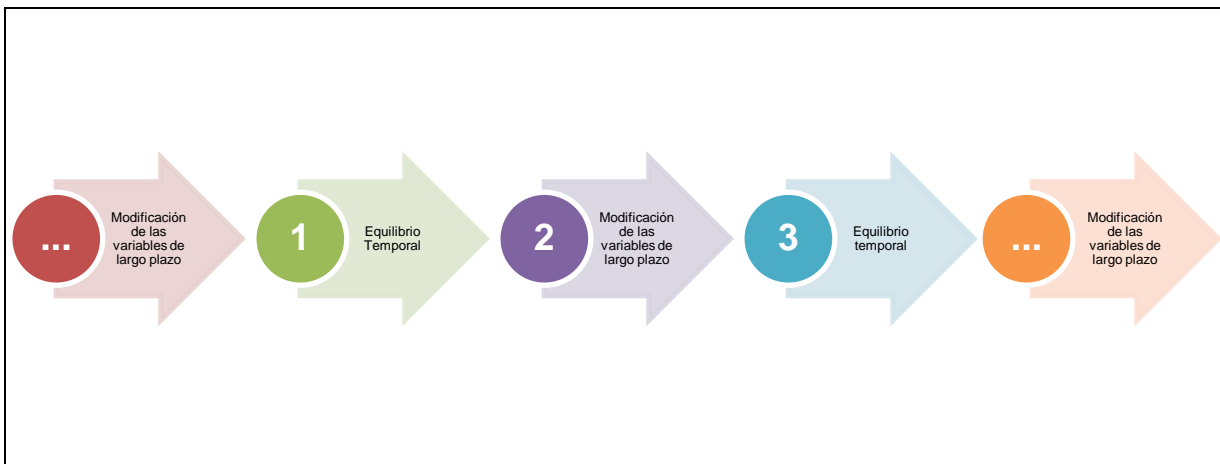 ...
Modificación
de las
variables de
largo plazo
1
Equilibrio
Temporal
2
Modificación
de las
variables de
largo plazo
3
Equilibrio
temporal
...
Modificación
de las
variables de
largo plazo